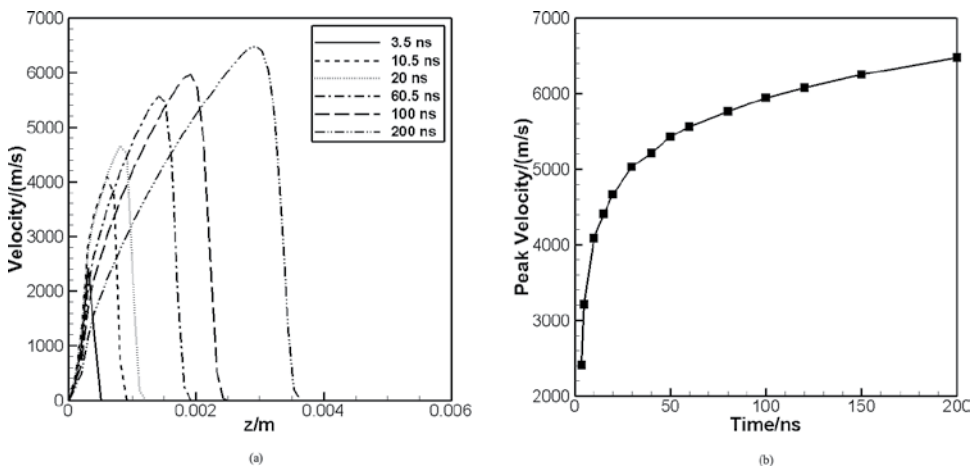 7000
6000
5000
4000
3000
2000
1000
0
Velocity/(m/s)
3.5 ns
10.5 ns
20 ns
60.5 ns
100 ns
200 ns
0
0.002
0.004
0.006
z/m
(a)
7000
6000
5000
4000
3000
2000
Peak Velocity/(m/s)
0
50
100
150
200
Time/ns
(b)